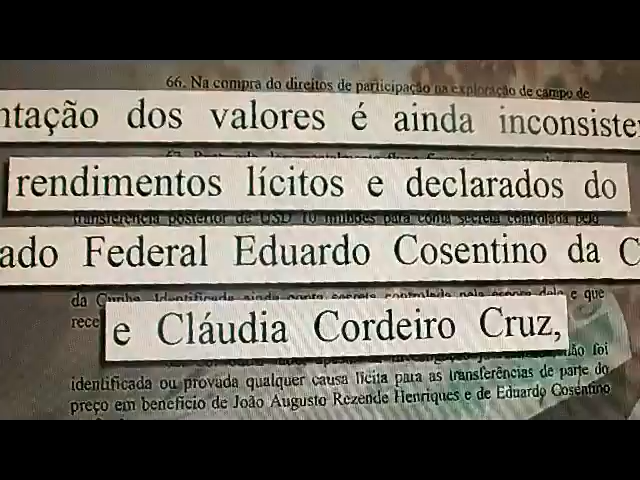 66. Na compra do direitos de participação na exploração de campo de
ntação dos valores é ainda inconsiste
rendimentos lícitos e declarados do
transferência posterior de USD 10 milhões para conta secreta controlada pelo
ado Federal Eduardo Cosentino da C
da Cunha. Identificada ainda conta secreta controlada pela esposa dele e que
rece
e Cláudia Cordeiro Cruz,
não foi
identificada ou provada qualquer causa lícita para as transferências de parte do
preço em benefício de João Augusto Rezende Henriques e de Eduardo Cosentino